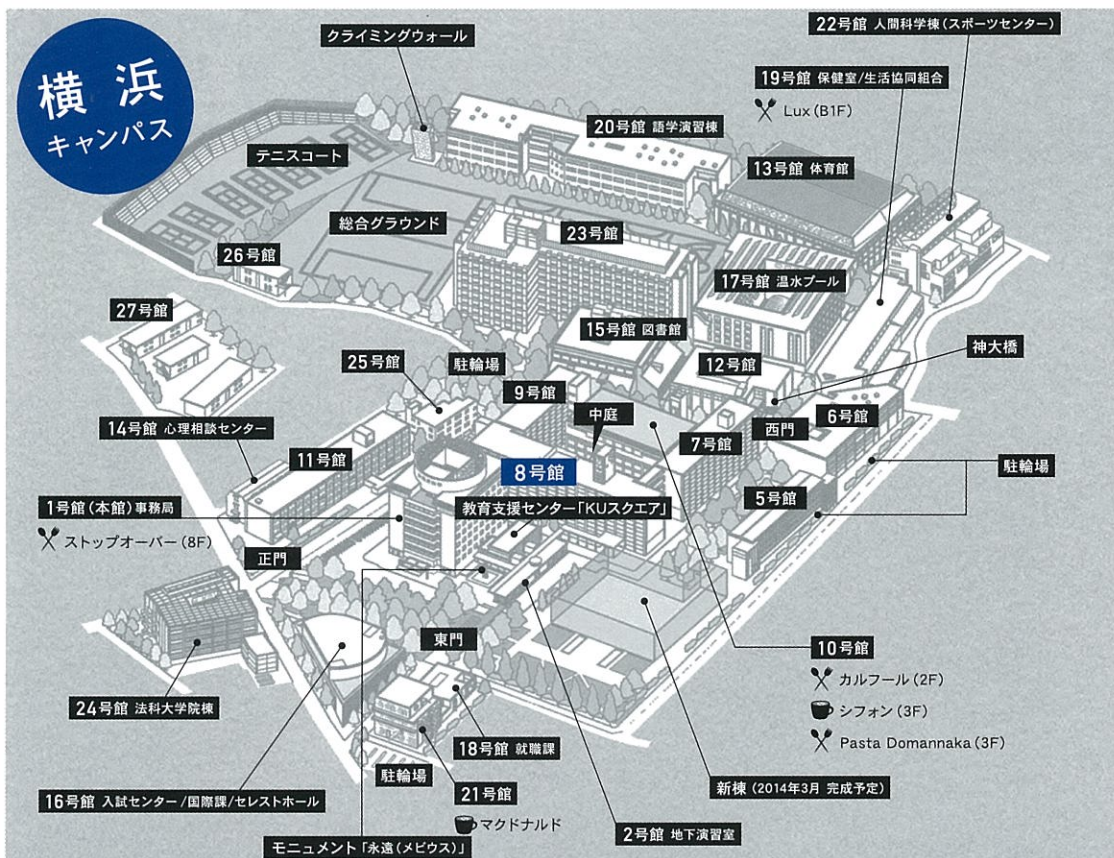 横浜
キャンパス
クライミングウォール
22号館 人間科学棟(スポーツセンター)
19号館 保健室/生活協同組合
Lux(B1F)
20号館 語学演習棟
テニスコート
13号館 体育館
総合グラウンド
23号館
26号館
17号館 温水プール
27号館
15号館 図書館
神大橋
25号館
駐輪場
12号館
9号館
中庭
6号館
14号館 心理相談センター
11号館
7号館
西門
8号館
駐輪場
1号館(本館)事務局
ストップオーバー(8F)
教育支援センター「KUスクエア」
5号館
正門
東門
10号館
カルフール(2F)
シフォン(3F)
Pasta Domannaka(3F)
24号館 法科大学院棟
18号館 就職課
駐輪場
新棟(2014年3月 完成予定)
16号館 入試センター/国際課/セレストホール
21号館
マクドナルド
2号館 地下演習室
モニュメント「永遠(メビウス)」